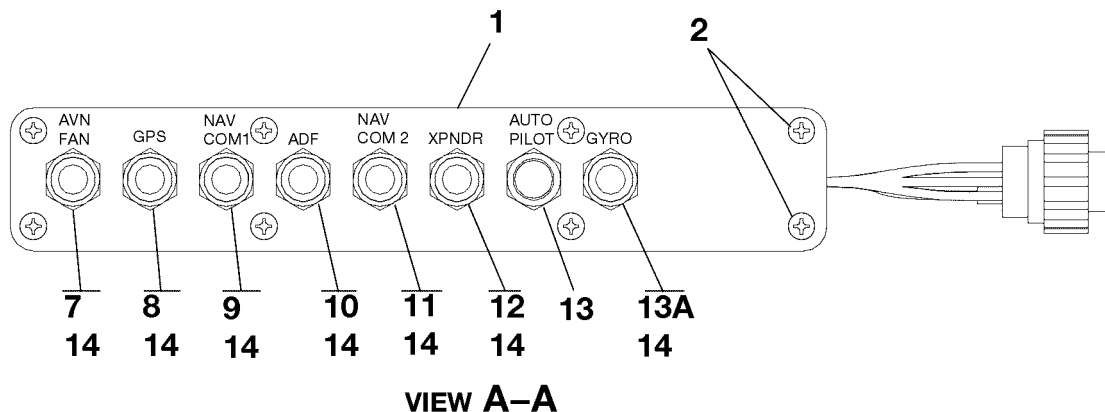 1
2
AVN
FAN
GPS
NAV
COM1
ADF
NAV
COM 2
XPNDR
AUTO
PILOT
GYRO
7
14
8
14
9
14
10
14
11
14
12
14
13
13A
14
VIEW A–A